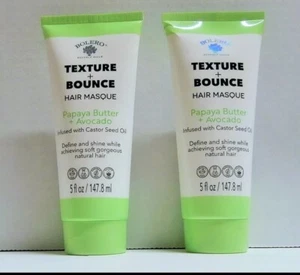 BOLERO
TEXTURE
+
BOUNCE
HAIR MASQUE
Papaya Butter
+ Avocado
Infused with Castor Seed Oil
Define and shine while
achieving soft gorgeous
natural hair
5 fl oz / 147.8 ml
BOLERO
TEXTURE
+
BOUNCE
HAIR MASQUE
Papaya Butter
+ Avocado
Infused with Castor Seed Oil
Define and shine while
achieving soft gorgeous
natural hair
5 fl oz / 147.8 ml